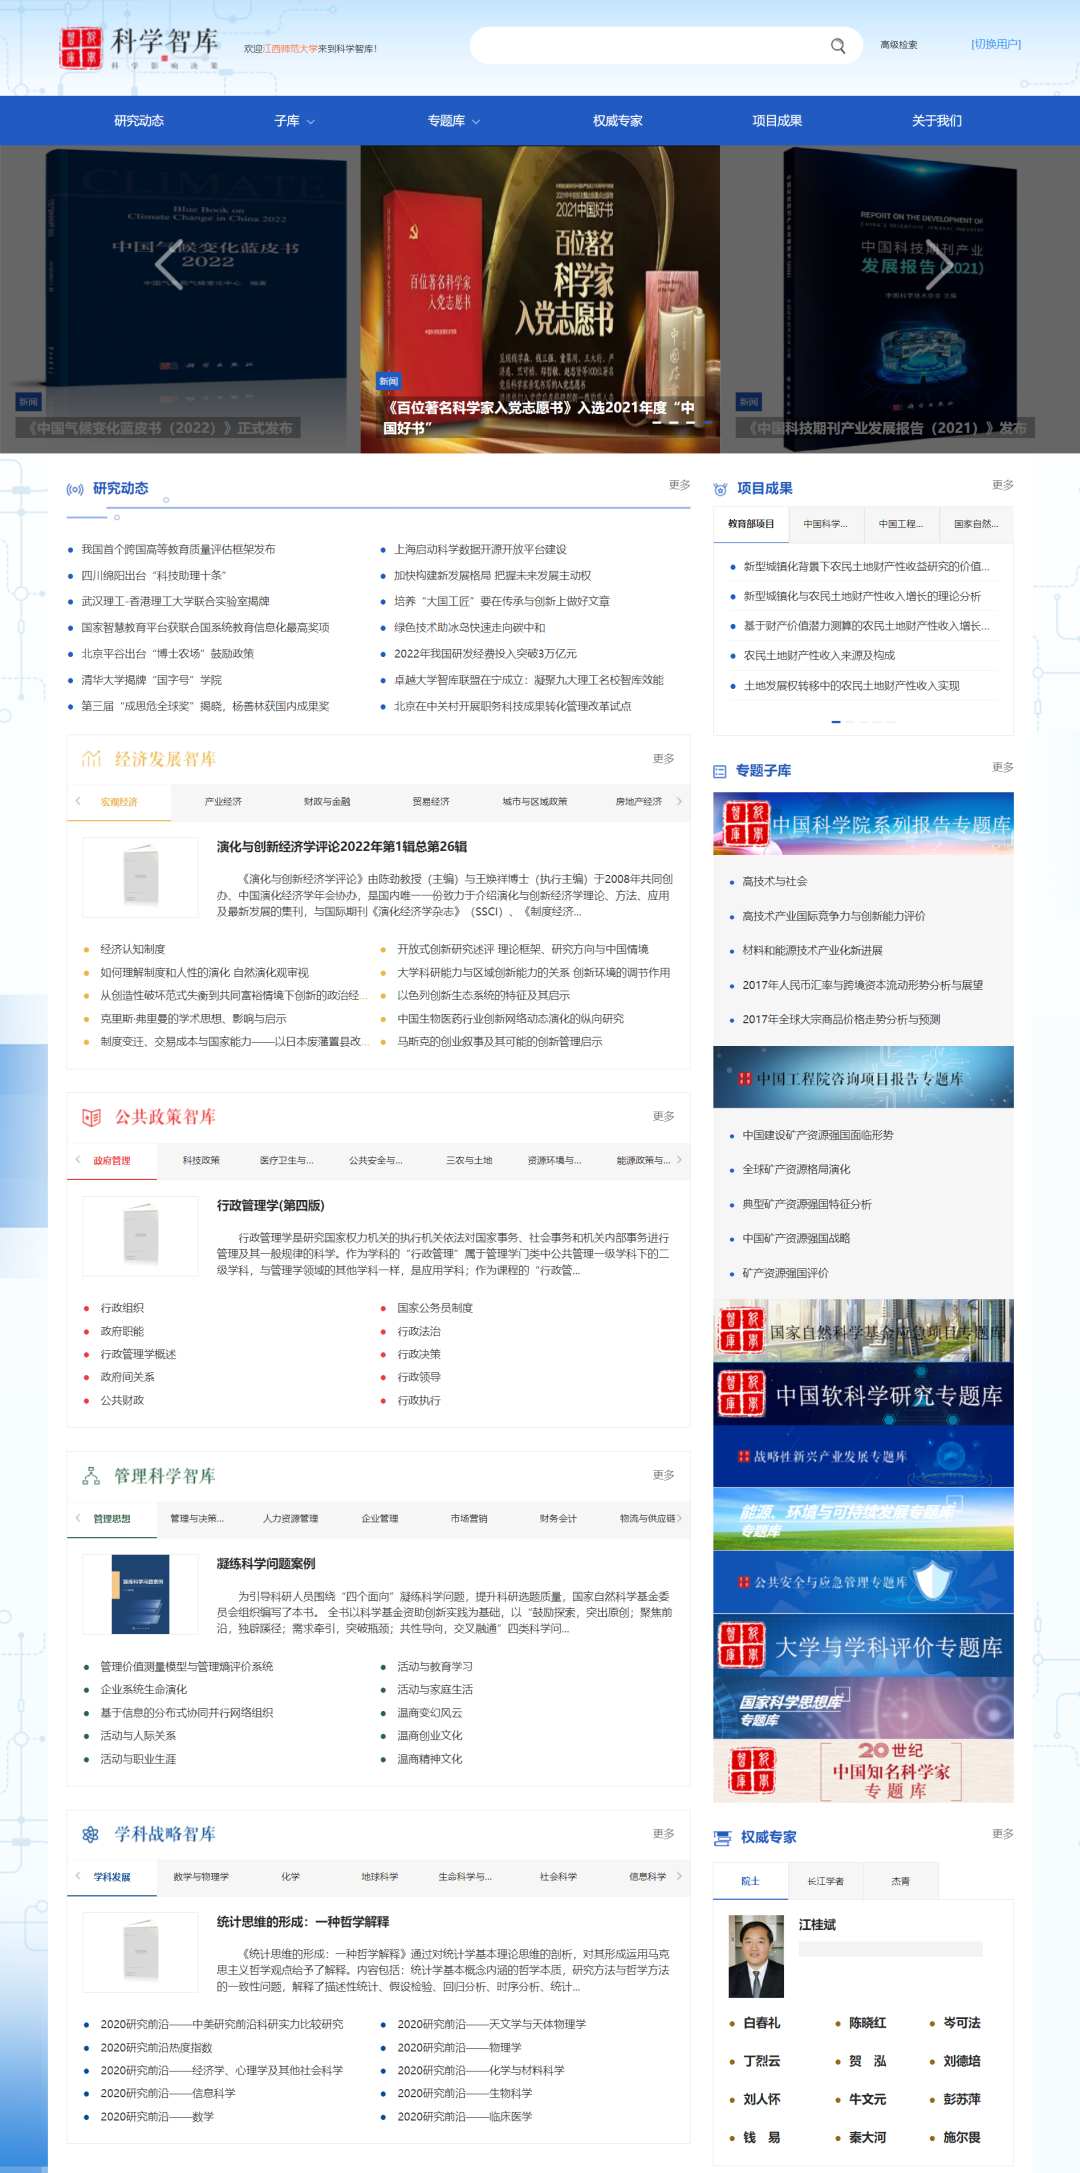 科学智库
科学影响决策
欢迎江西师范大学来到科学智库!
高级检索
[切换用户]
研究动态
子库
专题库
权威专家
项目成果
关于我们
CLIMATE
Blue Book on
Climate Change in China 2022
中国气候变化蓝皮书
2022
新闻
《中国气候变化蓝皮书（2022）》正式发布
2021中国好书
百位著名
科学家
入党志愿书
百位著名科学家
入党志愿书
新闻
《百位著名科学家入党志愿书》入选2021年度“中
国好书”
REPORT ON THE DEVELOPMENT OF
CHINA'S SCIENTIFIC JOURNAL INDUSTRY
中国科技期刊产业
发展报告（2021）
中国科学技术协会 主编
新闻
《中国科技期刊产业发展报告（2021）》发布
研究动态
更多
我国首个跨国高等教育质量评估框架发布
四川绵阳出台“科技助理十条”
武汉理工-香港理工大学联合实验室揭牌
国家智慧教育平台获联合国系统教育信息化最高奖项
北京平谷出台“博士农场”鼓励政策
清华大学揭牌“国字号”学院
第三届“成思危全球奖”揭晓，杨善林获国内成果奖
上海启动科学数据开源开放平台建设
加快构建新发展格局 把握未来发展主动权
培养“大国工匠”要在传承与创新上做好文章
绿色技术助冰岛快速走向碳中和
2022年我国研发经费投入突破3万亿元
卓越大学智库联盟在宁成立：凝聚九大理工名校智库效能
北京在中关村开展职务科技成果转化管理改革试点
经济发展智库
更多
宏观经济
产业经济
财政与金融
贸易经济
城市与区域政策
房地产经济
演化与创新经济学评论2022年第1辑总第26辑
《演化与创新经济学评论》由陈劲教授（主编）与王焕祥博士（执行主编）于2008年共同创
办、中国演化经济学年会协办，是国内唯一一份致力于介绍演化与创新经济学理论、方法、应用
及最新发展的集刊，与国际期刊《演化经济学杂志》（SSCI）、《制度经济...
经济认知制度
如何理解制度和人性的演化 自然演化观审视
从创造性破坏范式失衡到共同富裕情境下创新的政治经...
克里斯·弗里曼的学术思想、影响与启示
制度变迁、交易成本与国家能力——以日本废藩置县改...
开放式创新研究述评 理论框架、研究方向与中国情境
大学科研能力与区域创新能力的关系 创新环境的调节作用
以色列创新生态系统的特征及其启示
中国生物医药行业创新网络动态演化的纵向研究
马斯克的创业叙事及其可能的创新管理启示
公共政策智库
更多
政府管理
科技政策
医疗卫生与...
公共安全与...
三农与土地
资源环境与...
能源政策与...
行政管理学(第四版)
行政管理学是研究国家权力机关的执行机关依法对国家事务、社会事务和机关内部事务进行
管理及其一般规律的科学。作为学科的“行政管理”属于管理学门类中公共管理一级学科下的二
级学科，与管理学领域的其他学科一样，是应用学科；作为课程的“行政管...
行政组织
政府职能
行政管理学概述
政府间关系
公共财政
国家公务员制度
行政法治
行政决策
行政领导
行政执行
管理科学智库
更多
管理思想
管理与决策...
人力资源管理
企业管理
市场营销
财务会计
物流与供应链
凝练科学问题案例
凝练科学问题案例
为引导科研人员围绕“四个面向”凝练科学问题，提升科研选题质量，国家自然科学基金委
员会组织编写了本书。全书以科学基金资助创新实践为基础，以“鼓励探索，突出原创；聚焦前
沿，独辟蹊径；需求牵引，突破瓶颈；共性导向，交叉融通”四类科学问...
管理价值测量模型与管理熵评价系统
企业系统生命演化
基于信息的分布式协同并行网络组织
活动与人际关系
活动与职业生涯
活动与教育学习
活动与家庭生活
温商变幻风云
温商创业文化
温商精神文化
学科战略智库
更多
学科发展
数学与物理学
化学
地球科学
生命科学与...
社会科学
信息科学
统计思维的形成：一种哲学解释
《统计思维的形成：一种哲学解释》通过对统计学基本理论思维的剖析，对其形成运用马克
思主义哲学观点给予了解释。内容包括：统计学基本概念内涵的哲学本质，研究方法与哲学方法
的一致性问题，解释了描述性统计、假设检验、回归分析、时序分析、统计...
2020研究前沿——中美研究前沿科研实力比较研究
2020研究前沿热度指数
2020研究前沿——经济学、心理学及其他社会科学
2020研究前沿——信息科学
2020研究前沿——数学
2020研究前沿——天文学与天体物理学
2020研究前沿——物理学
2020研究前沿——化学与材料科学
2020研究前沿——生物科学
2020研究前沿——临床医学
项目成果
更多
教育部项目
中国科学...
中国工程...
国家自然...
新型城镇化背景下农民土地财产性收益研究的价值...
新型城镇化与农民土地财产性收入增长的理论分析
基于财产价值潜力测算的农民土地财产性收入增长...
农民土地财产性收入来源及构成
土地发展权转移中的农民土地财产性收入实现
专题子库
更多
中国科学院系列报告专题库
高技术与社会
高技术产业国际竞争力与创新能力评价
材料和能源技术产业化新进展
2017年人民币汇率与跨境资本流动形势分析与展望
2017年全球大宗商品价格走势分析与预测
中国工程院咨询项目报告专题库
中国建设矿产资源强国面临形势
全球矿产资源格局演化
典型矿产资源强国特征分析
中国矿产资源强国战略
矿产资源强国评价
国家自然科学基金应急项目专题库
中国软科学研究专题库
战略性新兴产业发展专题库
能源、环境与可持续发展专题库
专题库
公共安全与应急管理专题库
大学与学科评价专题库
国家科学思想库
专题库
20世纪
中国知名科学家
专题库
权威专家
更多
院士
长江学者
杰青
江桂斌
白春礼
陈晓红
岑可法
丁烈云
贺 泓
刘德培
刘人怀
牛文元
彭苏萍
钱 易
秦大河
施尔畏